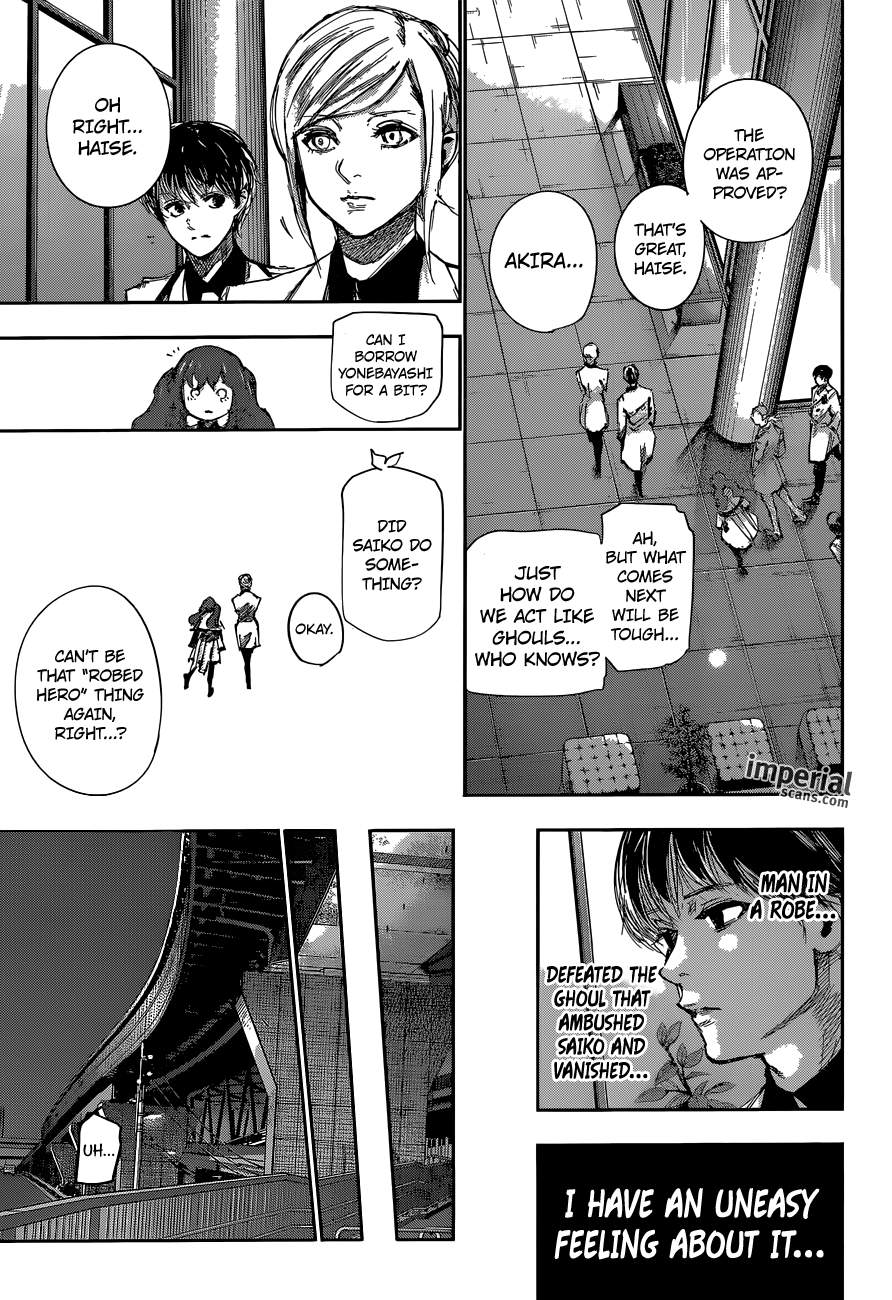 THE
OPERATION
WAS AP-
PROVED?
THAT'S
GREAT,
HAISE.
AKIRA...
AH,
BUT WHAT
COMES
NEXT
WILL BE
TOUGH...
JUST
HOW DO
WE ACT LIKE
GHOULS...
WHO KNOWS?
OH
RIGHT...
HAISE.
CAN I
BORROW
YONEBAYASHI
FOR A BIT?
DID
SAIKO DO
SOME-
THING?
OKAY.
CAN'T BE
THAT "ROBED
HERO" THING
AGAIN,
RIGHT...?
imperial
scans.com
MAN IN
A ROBE...
DEFEATED THE
GHOUL THAT
AMBUSHED
SAIKO AND
VANISHED...
I HAVE AN UNEASY
FEELING ABOUT IT...
UH...